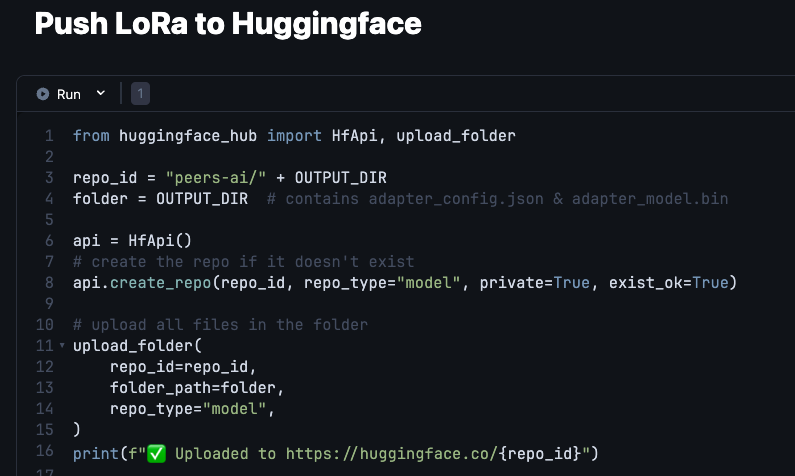 Push LoRa to Huggingface
Run 1
1 from huggingface_hub import HfApi, upload_folder
2
3 repo_id = "peers-ai/" + OUTPUT_DIR
4 folder = OUTPUT_DIR  # contains adapter_config.json & adapter_model.bin
5
6 api = HfApi()
7 # create the repo if it doesn't exist
8 api.create_repo(repo_id, repo_type="model", private=True, exist_ok=True)
9
10 # upload all files in the folder
11 upload_folder(
12     repo_id=repo_id,
13     folder_path=folder,
14     repo_type="model",
15 )
16 print(f"✅ Uploaded to https://huggingface.co/{repo_id}")
17